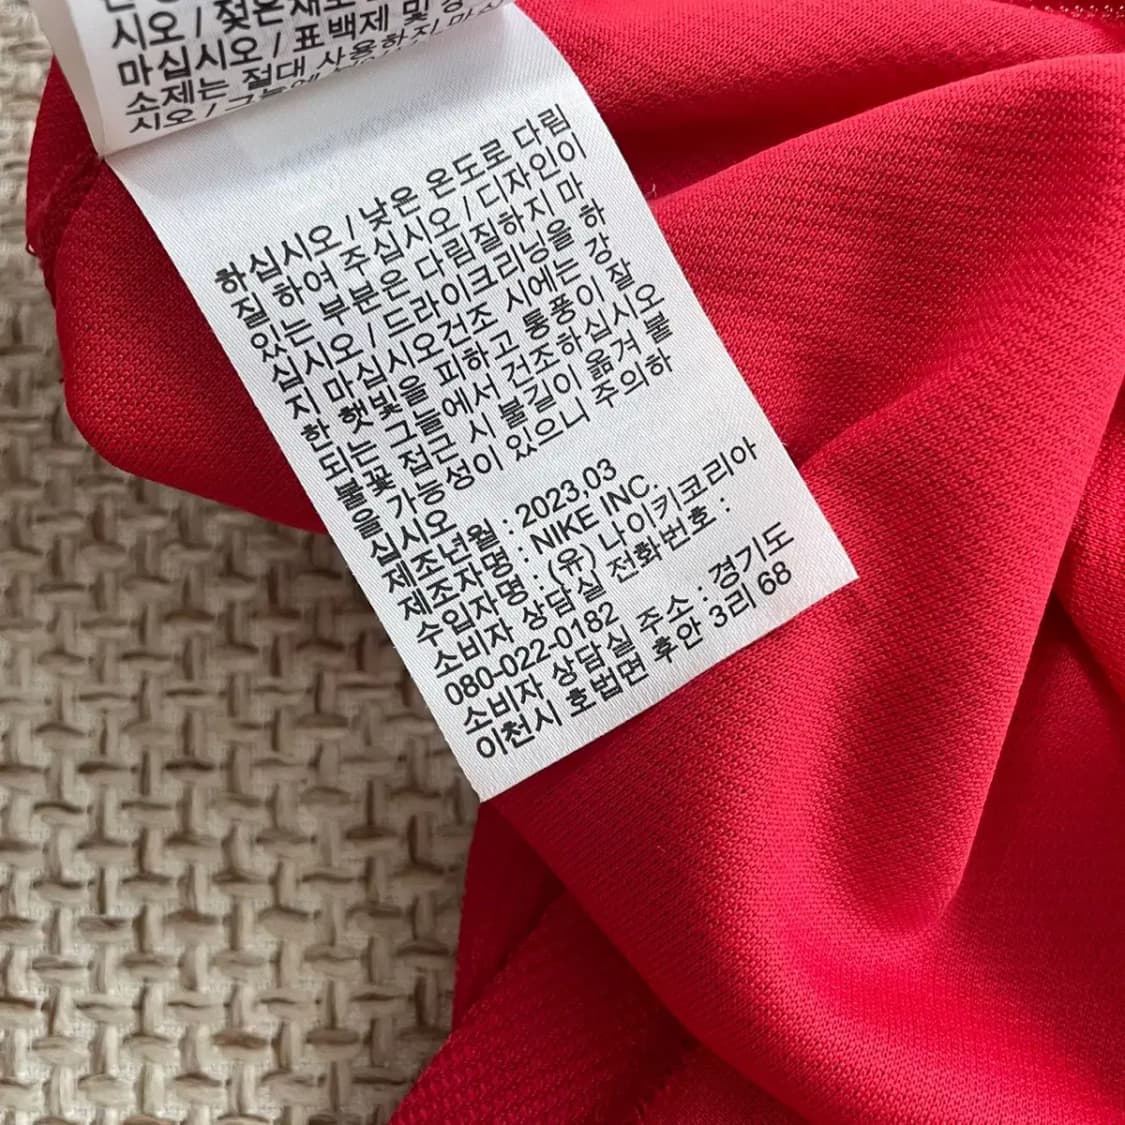 시오 / 젖은채로
마십시오 / 표백제 및
소제는 절대 사용하지 마십
시오 / 그늘에
하십시오 / 낮은 온도로 다림
질 하여 주십시오 / 디자인이
있는 부분은 다림질하지 마
십시오 / 드라이크리닝을 하
지 마십시오건조 시에는 강
한 햇빛을 피하고 통풍이 잘
되는 그늘에서 건조하십시오
불꽃 접근 시 불길이 옮겨 붙
을 가능성이 있으니 주의하
십시오
제조년월 : 2023,03
제조자명 : NIKE INC.
수입자명 : (유) 나이키코리아
소비자 상담실 전화번호 :
080-022-0182
소비자 상담실 주소 : 경기도
이천시 호법면 후안 3리 68